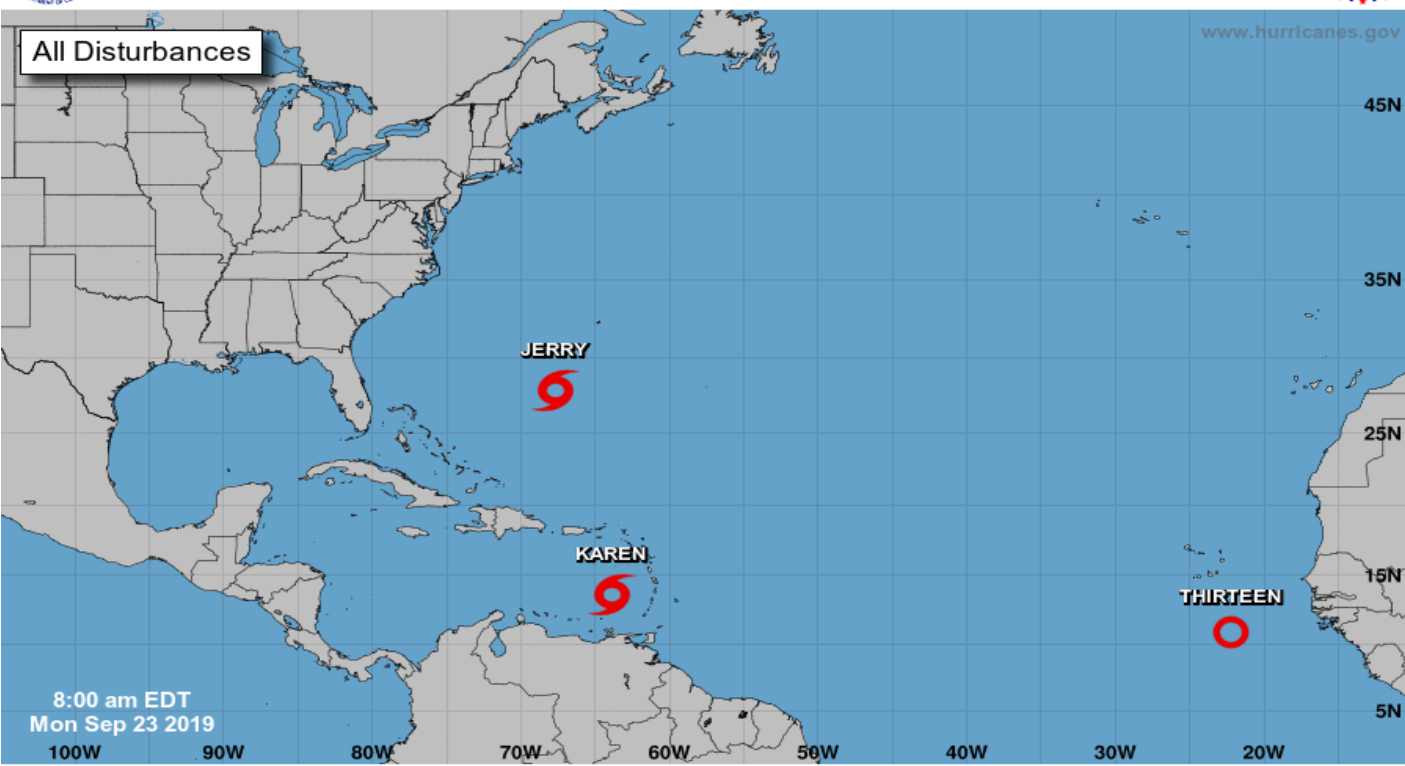 All Disturbances
www.hurricanes.gov
45N
35N
JERRY
25N
KAREN
15N
THIRTEEN
8:00 am EDT
Mon Sep 23 2019
5N
100W 90W 80W 70W 60W 50W 40W 30W 20W